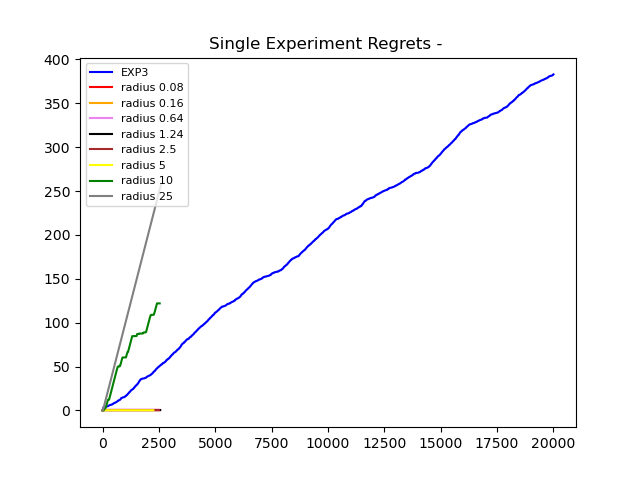 Single Experiment Regrets -
400
350
300
250
200
150
100
50
0
EXP3
radius 0.08
radius 0.16
radius 0.64
radius 1.24
radius 2.5
radius 5
radius 10
radius 25
0 2500 5000 7500 10000 12500 15000 17500 20000